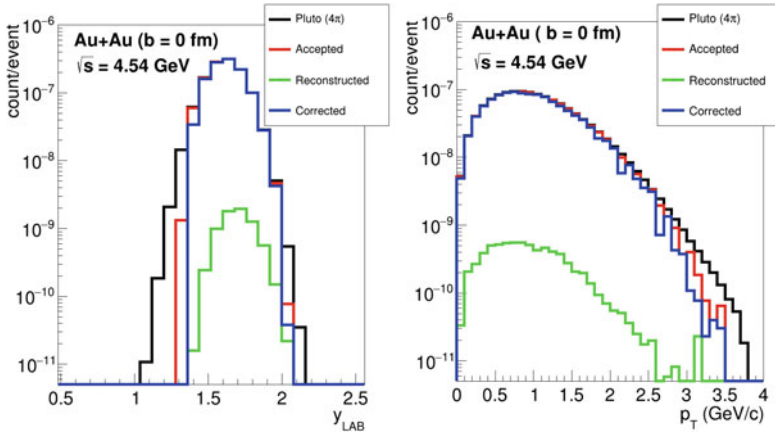 Au+Au (b = 0 fm)
√s = 4.54 GeV
Pluto (4π)
Accepted
Reconstructed
Corrected
count/event
10⁻⁶
10⁻⁷
10⁻⁸
10⁻⁹
10⁻¹⁰
10⁻¹¹
0.5 1 1.5 2 2.5
y_LAB
Au+Au ( b = 0 fm)
√s = 4.54 GeV
Pluto (4π)
Accepted
Reconstructed
Corrected
count/event
10⁻⁶
10⁻⁷
10⁻⁸
10⁻⁹
10⁻¹⁰
10⁻¹¹
0 0.5 1 1.5 2 2.5 3 3.5 4
p_T (GeV/c)